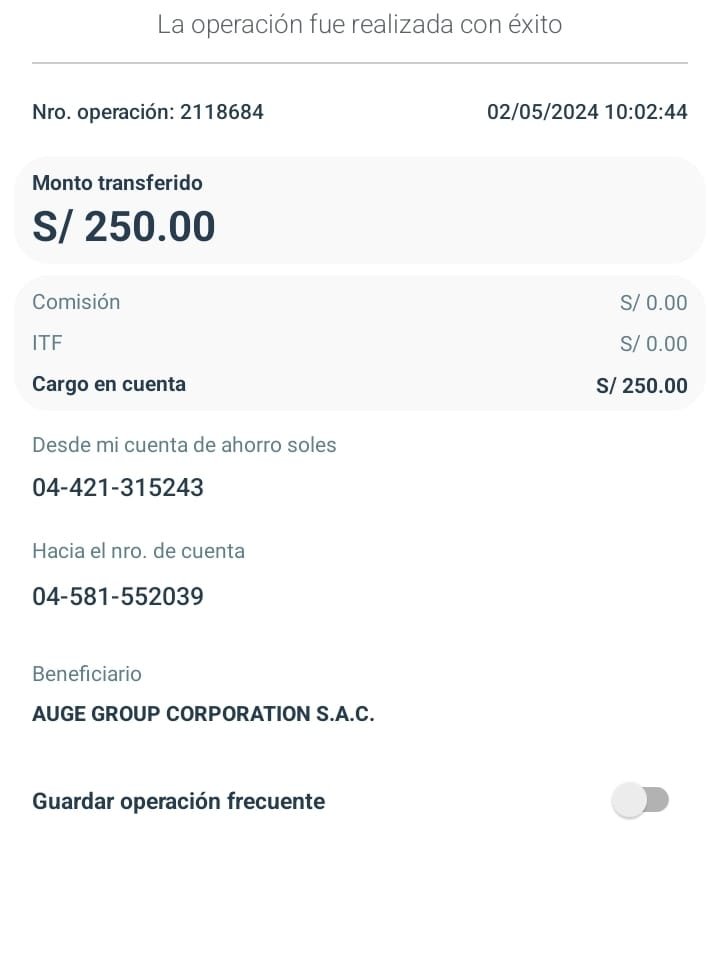 La operación fue realizada con éxito
Nro. operación: 2118684 02/05/2024 10:02:44
Monto transferido
S/ 250.00
Comisión S/ 0.00
ITF S/ 0.00
Cargo en cuenta S/ 250.00
Desde mi cuenta de ahorro soles
04-421-315243
Hacia el nro. de cuenta
04-581-552039
Beneficiario
AUGE GROUP CORPORATION S.A.C.
Guardar operación frecuente